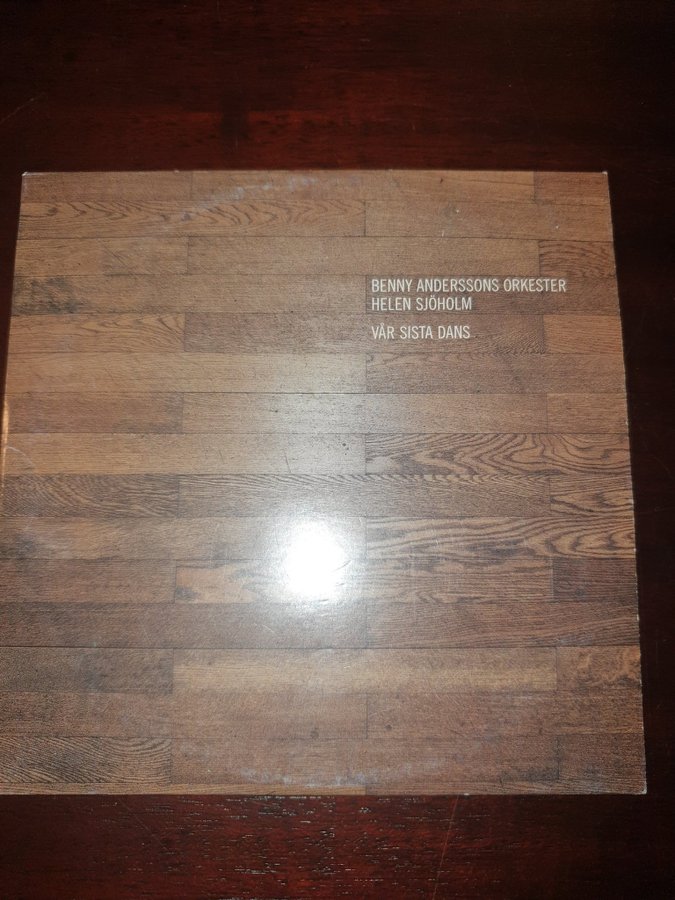 BENNY ANDERSSONS ORKESTER
HELEN SJÖHOLM
VÅR SISTA DANS